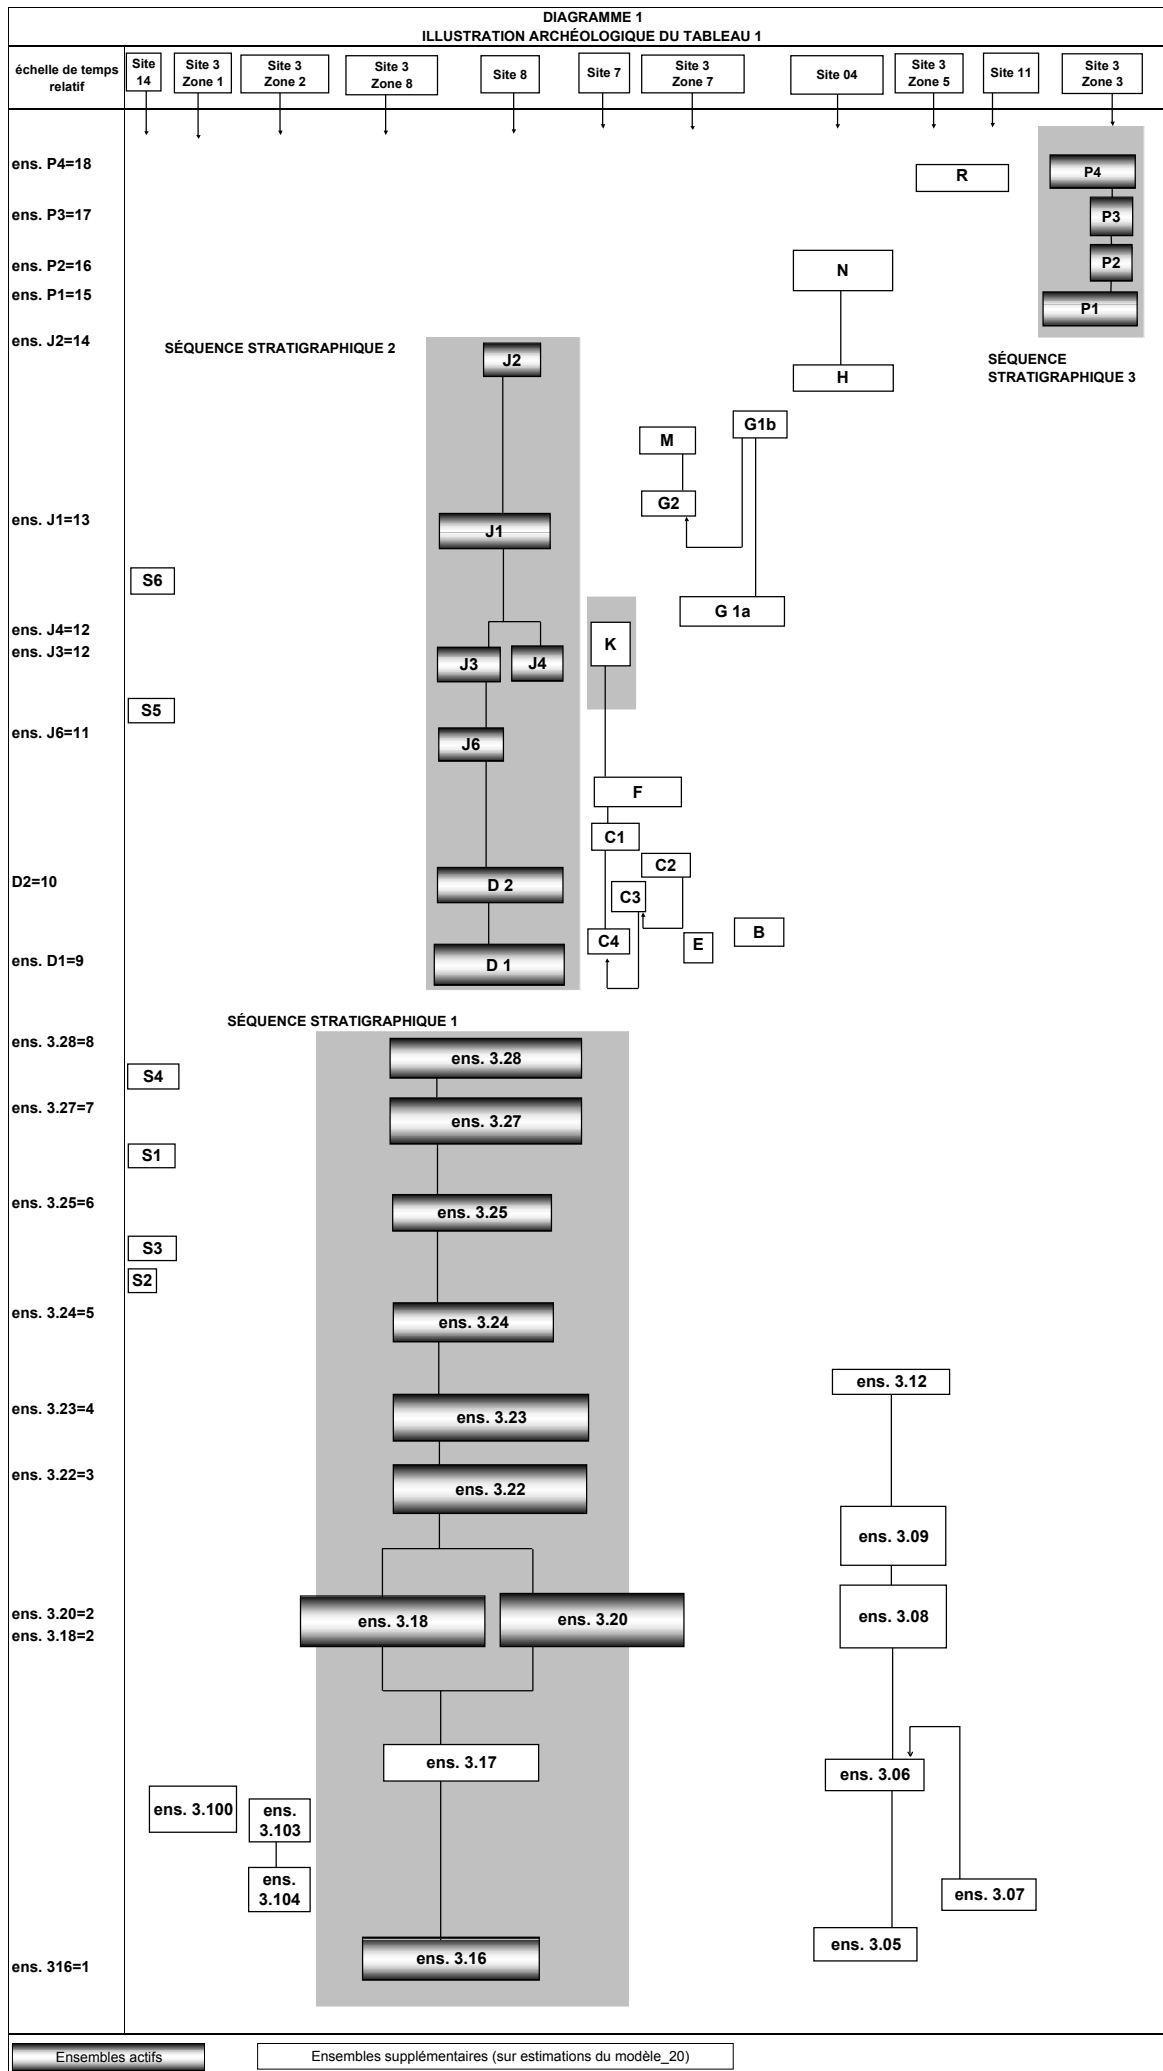 DIAGRAMME 1
ILLUSTRATION ARCHÉOLOGIQUE DU TABLEAU 1
échelle de temps
relatif
Site
14
Site 3
Zone 1
Site 3
Zone 2
Site 3
Zone 8
Site 8
Site 7
Site 3
Zone 7
Site 04
Site 3
Zone 5
Site 11
Site 3
Zone 3
ens. P4=18
R
P4
ens. P3=17
P3
ens. P2=16
N
P2
ens. P1=15
P1
ens. J2=14
SÉQUENCE STRATIGRAPHIQUE 2
J2
H
SÉQUENCE
STRATIGRAPHIQUE 3
M
G1b
G2
ens. J1=13
J1
S6
G 1a
ens. J4=12
ens. J3=12
J3
J4
K
S5
ens. J6=11
J6
F
C1
C2
D2=10
D 2
C3
B
C4
E
ens. D1=9
D 1
SÉQUENCE STRATIGRAPHIQUE 1
ens. 3.28=8
ens. 3.28
S4
ens. 3.27=7
ens. 3.27
S1
ens. 3.25=6
ens. 3.25
S3
S2
ens. 3.24=5
ens. 3.24
ens. 3.12
ens. 3.23=4
ens. 3.23
ens. 3.22=3
ens. 3.22
ens. 3.09
ens. 3.20=2
ens. 3.18=2
ens. 3.18
ens. 3.20
ens. 3.08
ens. 3.17
ens. 3.06
ens. 3.100
ens.
3.103
ens.
3.104
ens. 3.07
ens. 3.05
ens. 316=1
ens. 3.16
Ensembles actifs
Ensembles supplémentaires (sur estimations du modèle_20)